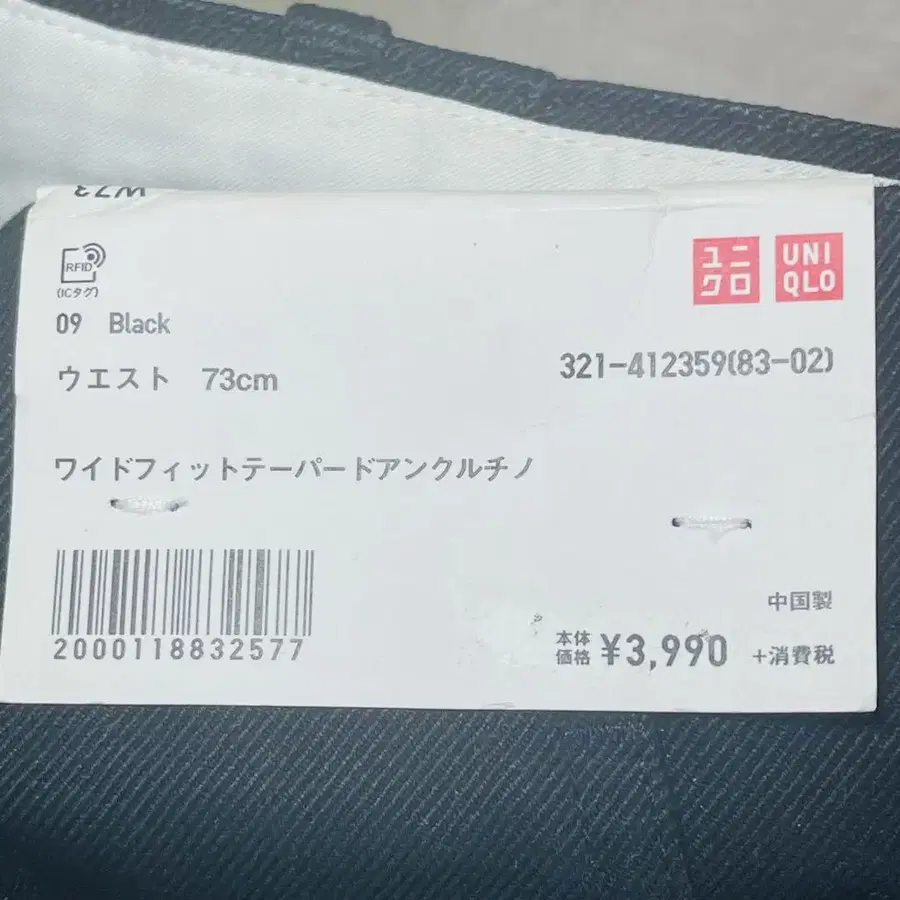 W73
RFID
(ICタグ)
ユニ
クロ
UNI
QLO
09 Black
ウエスト 73cm
321-412359(83-02)
ワイドフィットテーパードアンクルチノ
2000118832577
中国製
本体
価格 ¥3,990 +消費税